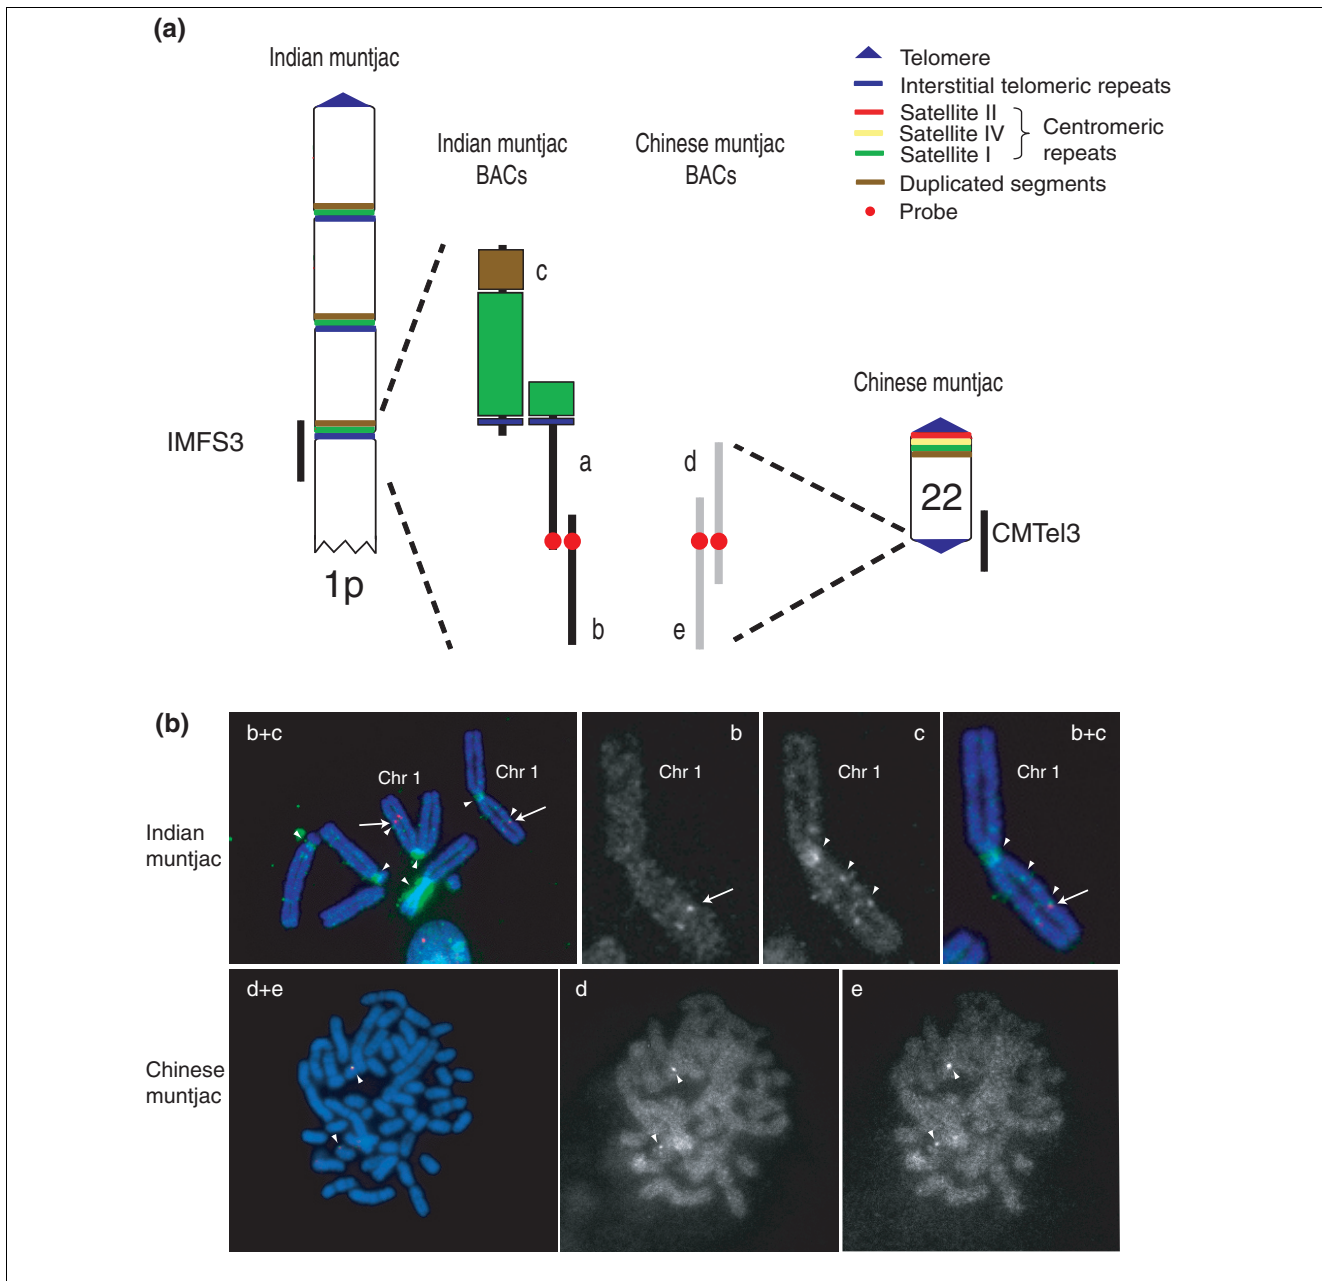 (a)
Indian muntjac
Indian muntjac
BACs
Chinese muntjac
BACs
Telomere
Interstitial telomeric repeats
Satellite II
Satellite IV
Satellite I
Centromeric
repeats
Duplicated segments
Probe
c
IMFS3
a
d
Chinese muntjac
22
CMTel3
1p
b
e
(b)
b+c
Chr 1
Chr 1
b
Chr 1
c
Chr 1
b+c
Chr 1
Indian
muntjac
d+e
d
e
Chinese
muntjac